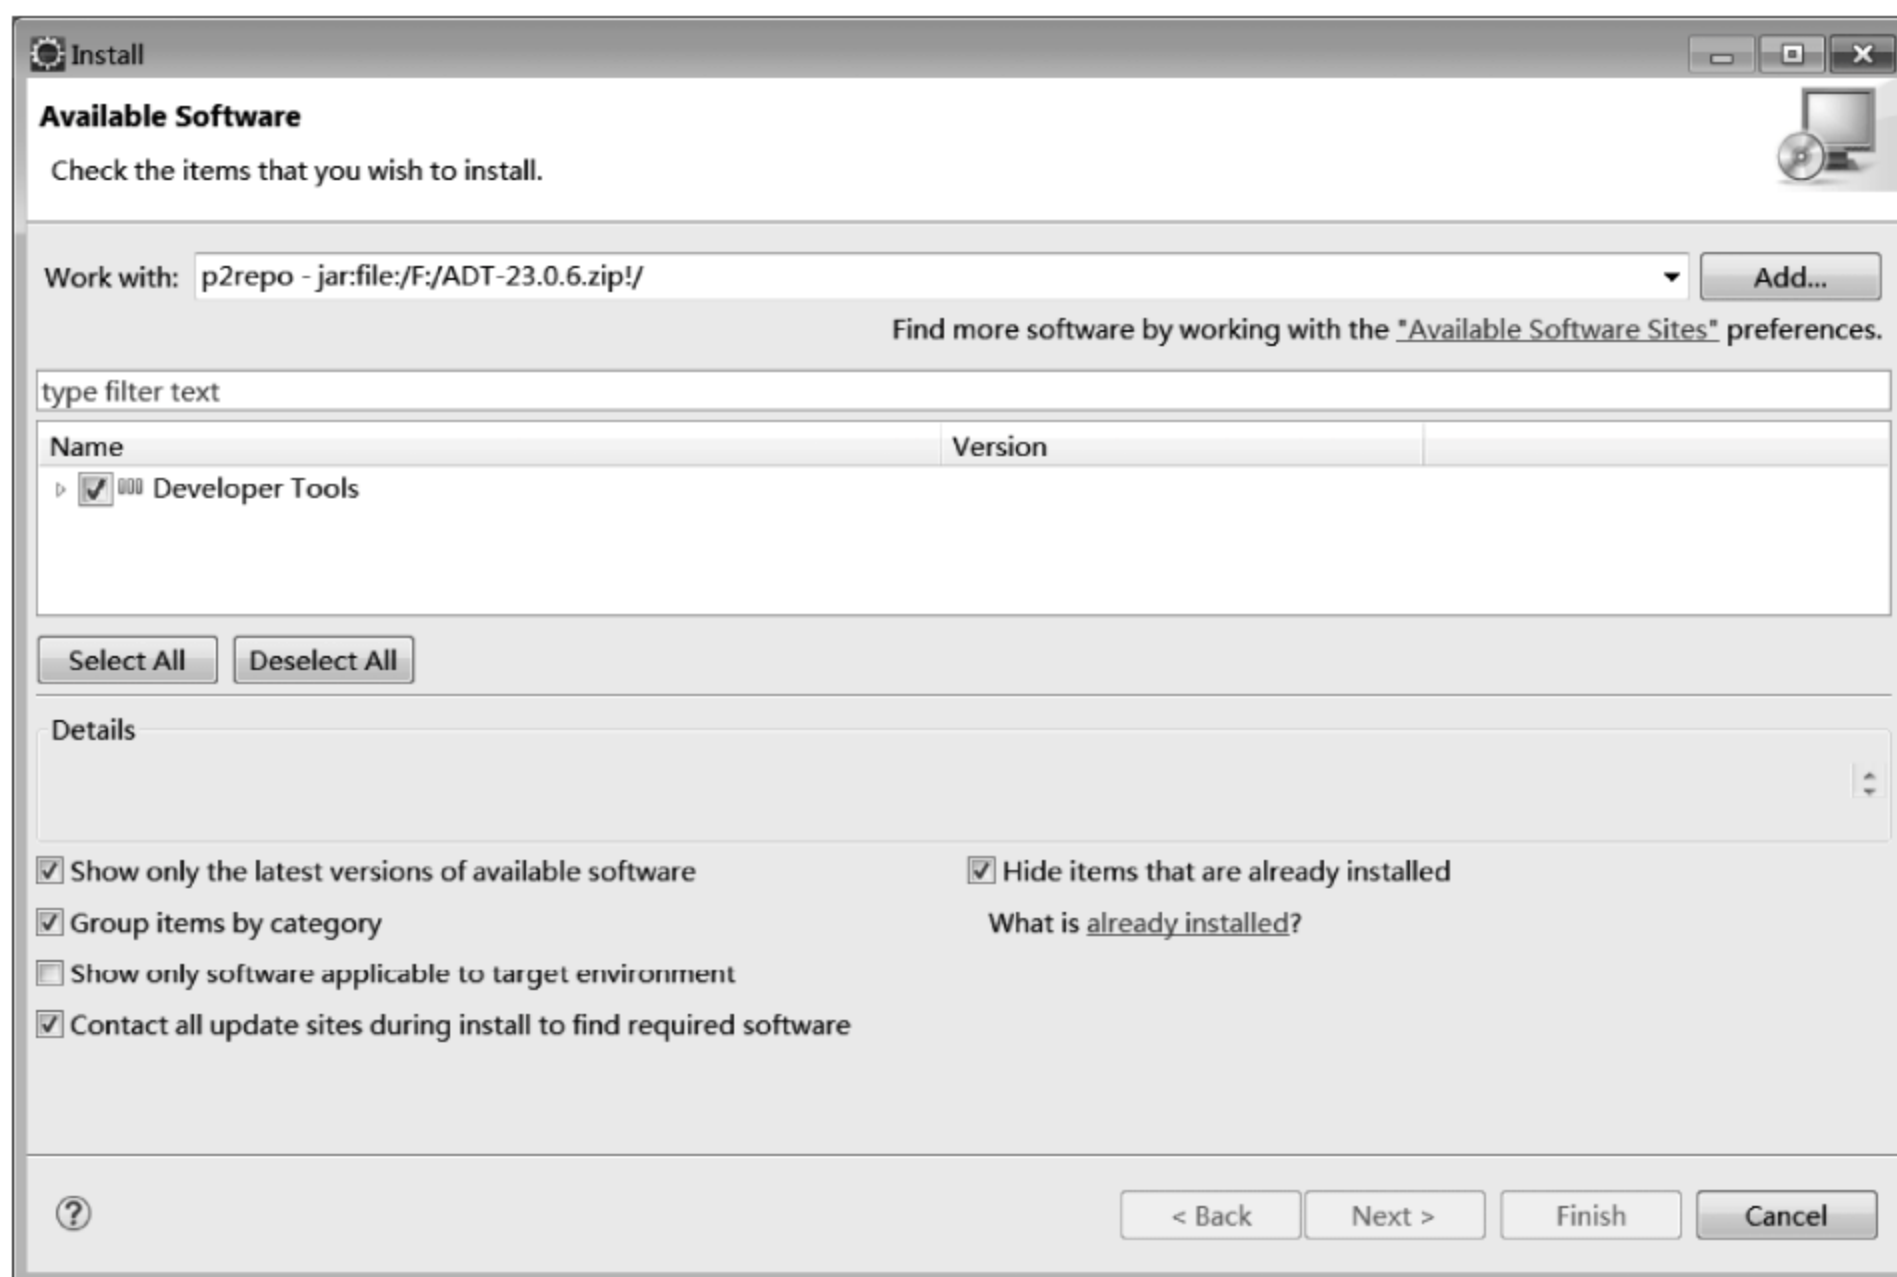 Install
Available Software
Check the items that you wish to install.
Work with: p2repo - jar:file:/F:/ADT-23.0.6.zip!/ Add...
Find more software by working with the "Available Software Sites" preferences.
type filter text
Name Version
Developer Tools
Select All Deselect All
Details
Show only the latest versions of available software Hide items that are already installed
Group items by category What is already installed?
Show only software applicable to target environment
Contact all update sites during install to find required software
? < Back Next > Finish Cancel